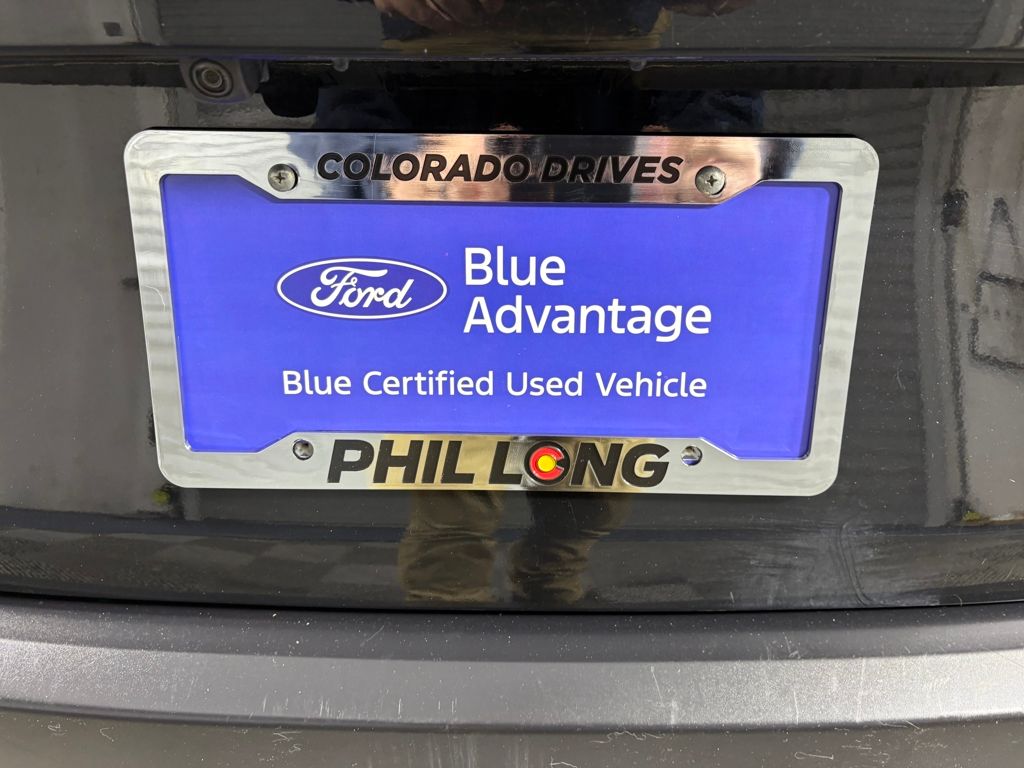 COLORADO DRIVES
Ford
Blue
Advantage
Blue Certified Used Vehicle
PHIL LONG